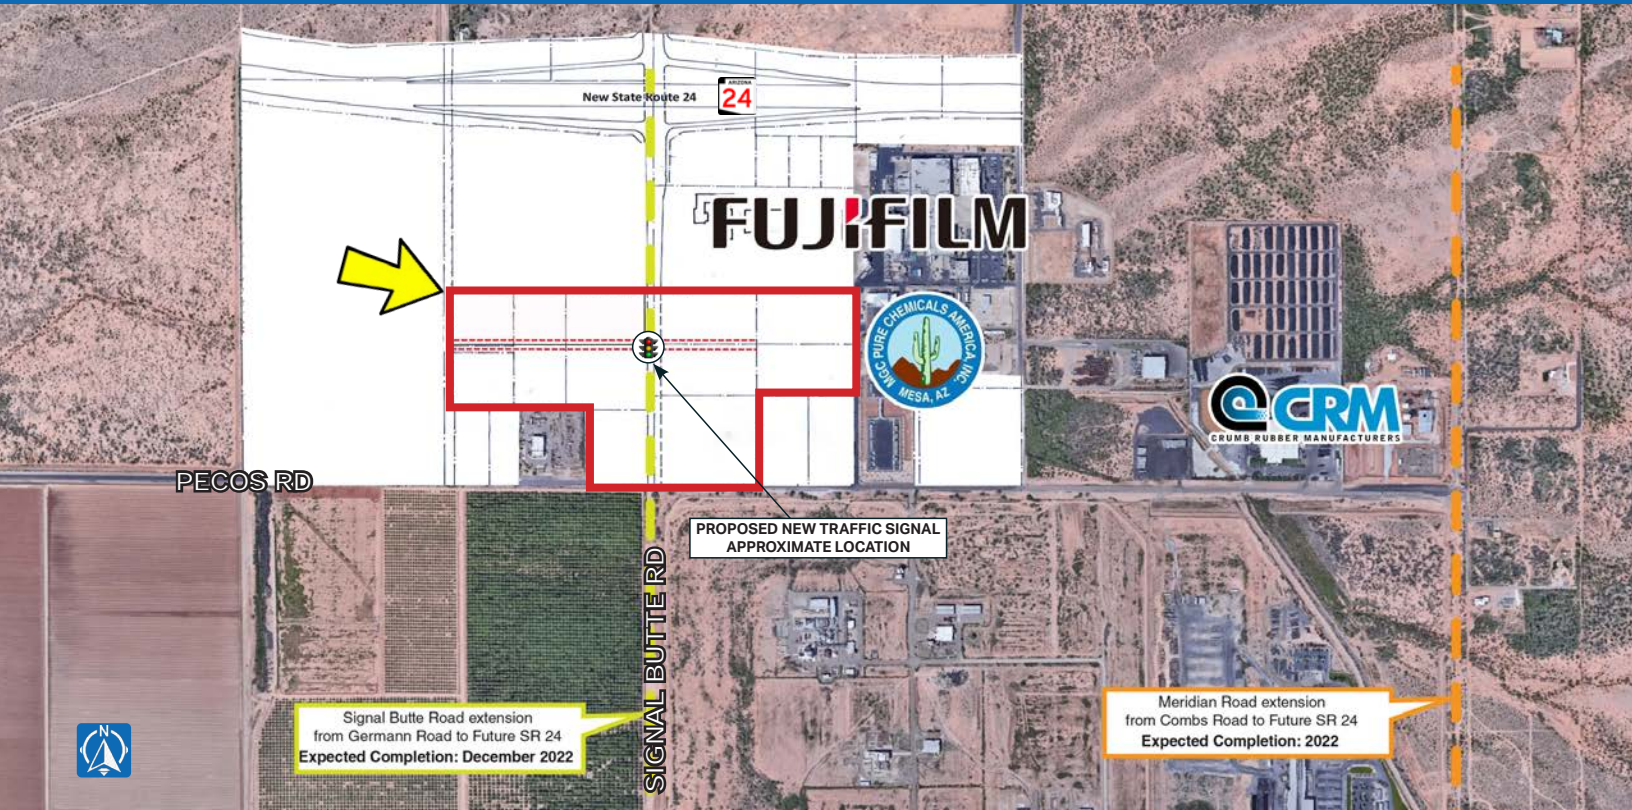 New State Route 24
ARIZONA
24
FUJIFILM
MGC PURE CHEMICALS AMERICA, INC.
MESA, AZ
CRM
CRUMB RUBBER MANUFACTURERS
PECOS RD
PROPOSED NEW TRAFFIC SIGNAL
APPROXIMATE LOCATION
SIGNAL BUTTE RD
Signal Butte Road extension
from Germann Road to Future SR 24
Expected Completion: December 2022
Meridian Road extension
from Combs Road to Future SR 24
Expected Completion: 2022
N